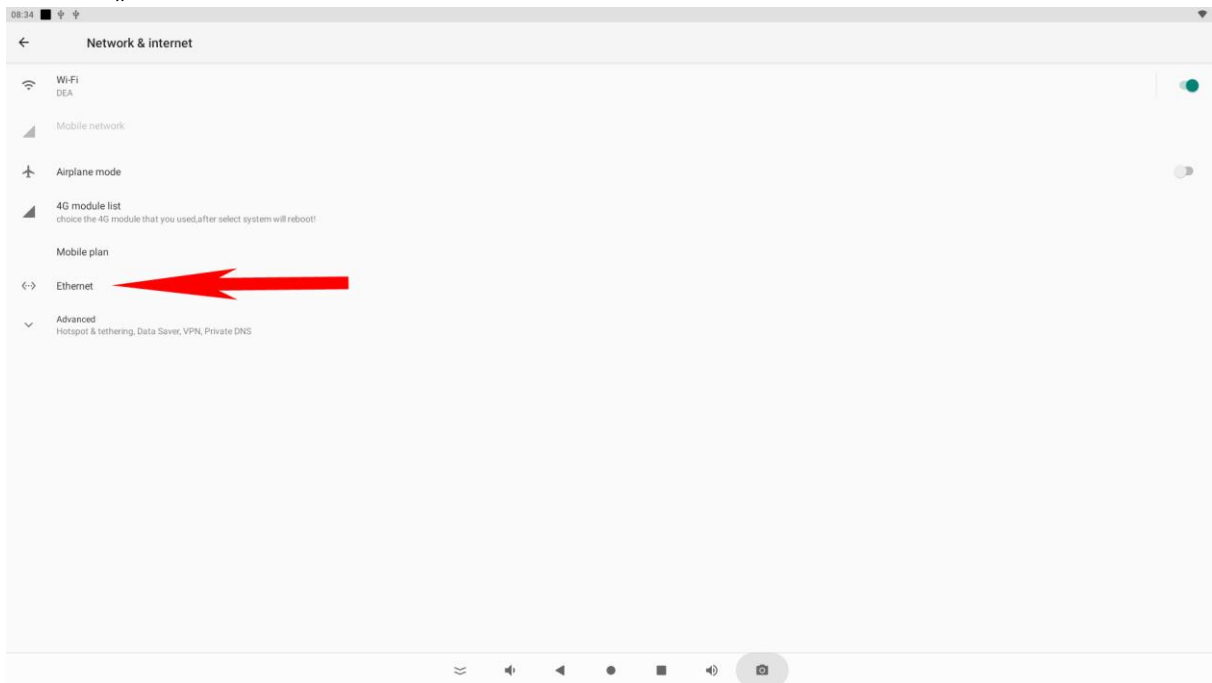 08:34
Network & internet
Wi-Fi
DEA
Mobile network
Airplane mode
4G module list
choice the 4G module that you used,after select system will reboot!
Mobile plan
Ethernet
Advanced
Hotspot & tethering, Data Saver, VPN, Private DNS